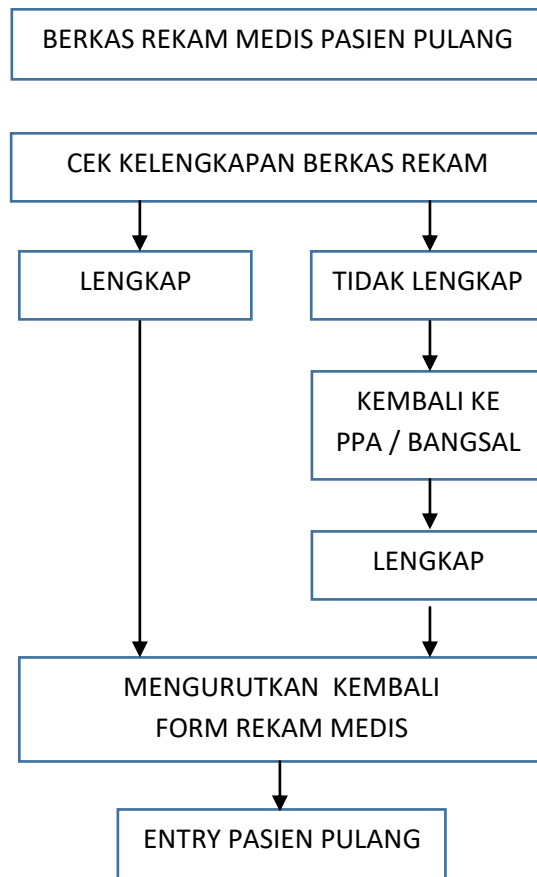 BERKAS REKAM MEDIS PASIEN PULANG
CEK KELENGKAPAN BERKAS REKAM
LENGKAP
TIDAK LENGKAP
KEMBALI KE
PPA / BANGSAL
LENGKAP
MENGURUTKAN KEMBALI
FORM REKAM MEDIS
ENTRY PASIEN PULANG